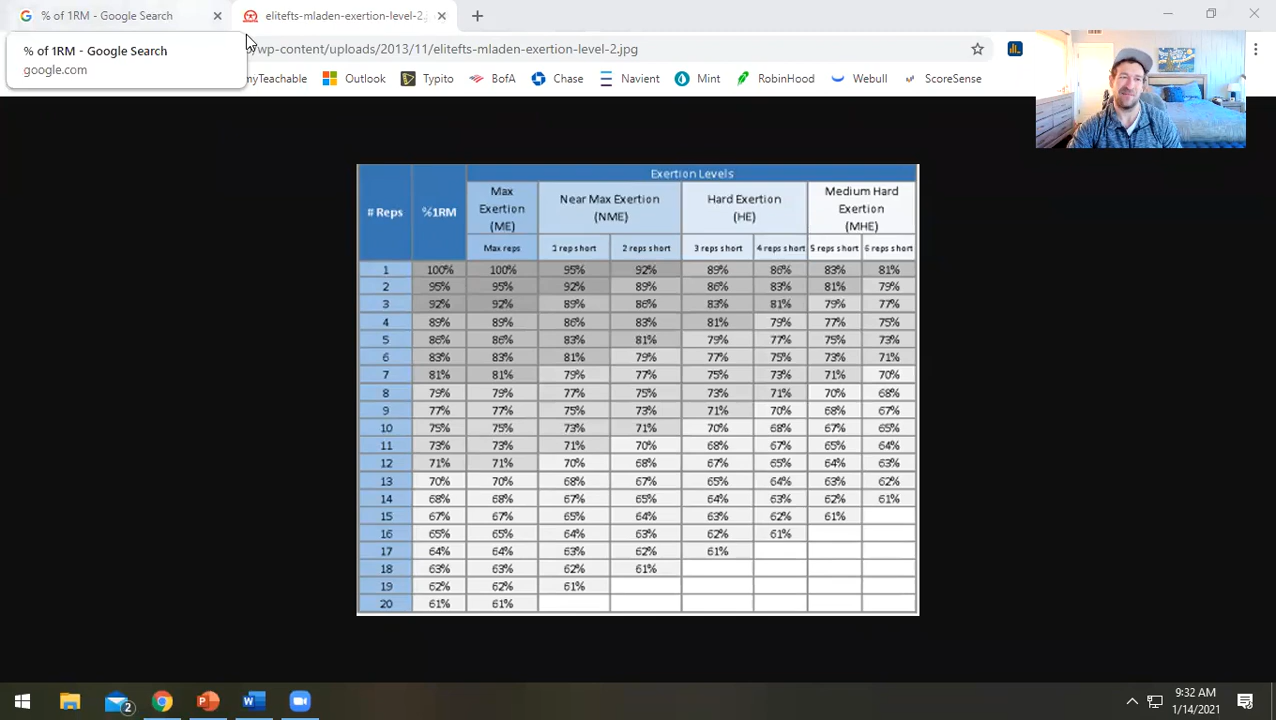 % of 1RM - Google Search
elitefts-mladen-exertion-level-2.
% of 1RM - Google Search
google.com
wp-content/uploads/2013/11/elitefts-mladen-exertion-level-2.jpg
myTeachable Outlook Typito BofA Chase Navient Mint RobinHood Webull ScoreSense
Exertion Levels
# Reps %1RM Max Exertion (ME) Near Max Exertion (NME) Hard Exertion (HE) Medium Hard Exertion (MHE)
Max reps 1 reps short 2 reps short 3 reps short 4 reps short 5 reps short 6 reps short
1 100% 100% 95% 92% 89% 86% 83% 81%
2 95% 95% 92% 89% 86% 83% 81% 79%
3 92% 92% 89% 86% 83% 81% 79% 77%
4 89% 89% 86% 83% 81% 79% 77% 75%
5 86% 86% 83% 81% 79% 77% 75% 73%
6 83% 83% 81% 79% 77% 75% 73% 71%
7 81% 81% 79% 77% 75% 73% 71% 70%
8 79% 79% 77% 75% 73% 71% 70% 68%
9 77% 77% 75% 73% 71% 70% 68% 67%
10 75% 75% 73% 71% 70% 68% 67% 65%
11 73% 73% 71% 70% 68% 67% 65% 64%
12 71% 71% 70% 68% 67% 65% 64% 63%
13 70% 70% 68% 67% 65% 64% 63% 62%
14 68% 68% 67% 65% 64% 63% 62% 61%
15 67% 67% 65% 64% 63% 62% 61%
16 65% 65% 64% 63% 62% 61%
17 64% 64% 63% 62% 61%
18 63% 63% 62% 61%
19 62% 62% 61%
20 61% 61%
2
9:32 AM
1/14/2021